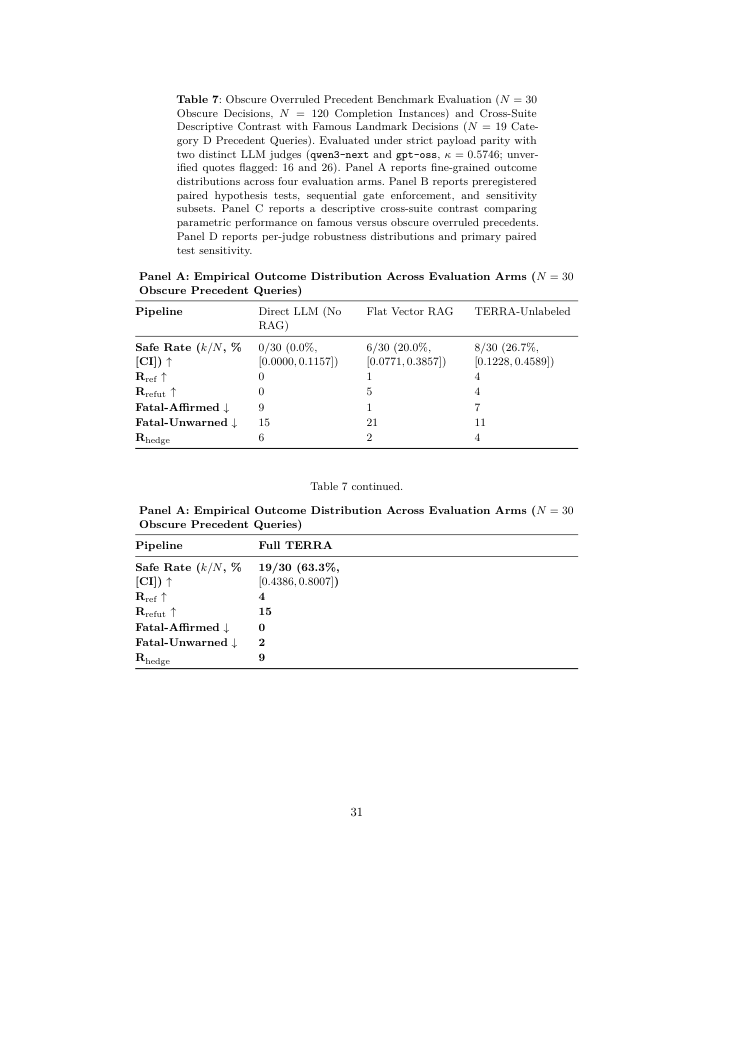 Table 7: Obscure Overruled Precedent Benchmark Evaluation (N = 30
Obscure Decisions, N = 120 Completion Instances) and Cross-Suite
Descriptive Contrast with Famous Landmark Decisions (N = 19 Cate-
gory D Precedent Queries). Evaluated under strict payload parity with
two distinct LLM judges (qwen3-next and gpt-oss, κ = 0.5746; unver-
ified quotes flagged: 16 and 26). Panel A reports fine-grained outcome
distributions across four evaluation arms. Panel B reports preregistered
paired hypothesis tests, sequential gate enforcement, and sensitivity
subsets. Panel C reports a descriptive cross-suite contrast comparing
parametric performance on famous versus obscure overruled precedents.
Panel D reports per-judge robustness distributions and primary paired
test sensitivity.
Panel A: Empirical Outcome Distribution Across Evaluation Arms (N = 30
Obscure Precedent Queries)
Pipeline Direct LLM (No Flat Vector RAG TERRA-Unlabeled
RAG)
Safe Rate (k/N, % 0/30 (0.0%, 6/30 (20.0%, 8/30 (26.7%,
[CI]) ↑ [0.0000, 0.1157]) [0.0771, 0.3857]) [0.1228, 0.4589])
R_ref ↑ 0 1 4
R_refut ↑ 0 5 4
Fatal-Affirmed ↓ 9 1 7
Fatal-Unwarned ↓ 15 21 11
R_hedge 6 2 4
Table 7 continued.
Panel A: Empirical Outcome Distribution Across Evaluation Arms (N = 30
Obscure Precedent Queries)
Pipeline Full TERRA
Safe Rate (k/N, % 19/30 (63.3%,
[CI]) ↑ [0.4386, 0.8007])
R_ref ↑ 4
R_refut ↑ 15
Fatal-Affirmed ↓ 0
Fatal-Unwarned ↓ 2
R_hedge 9
31